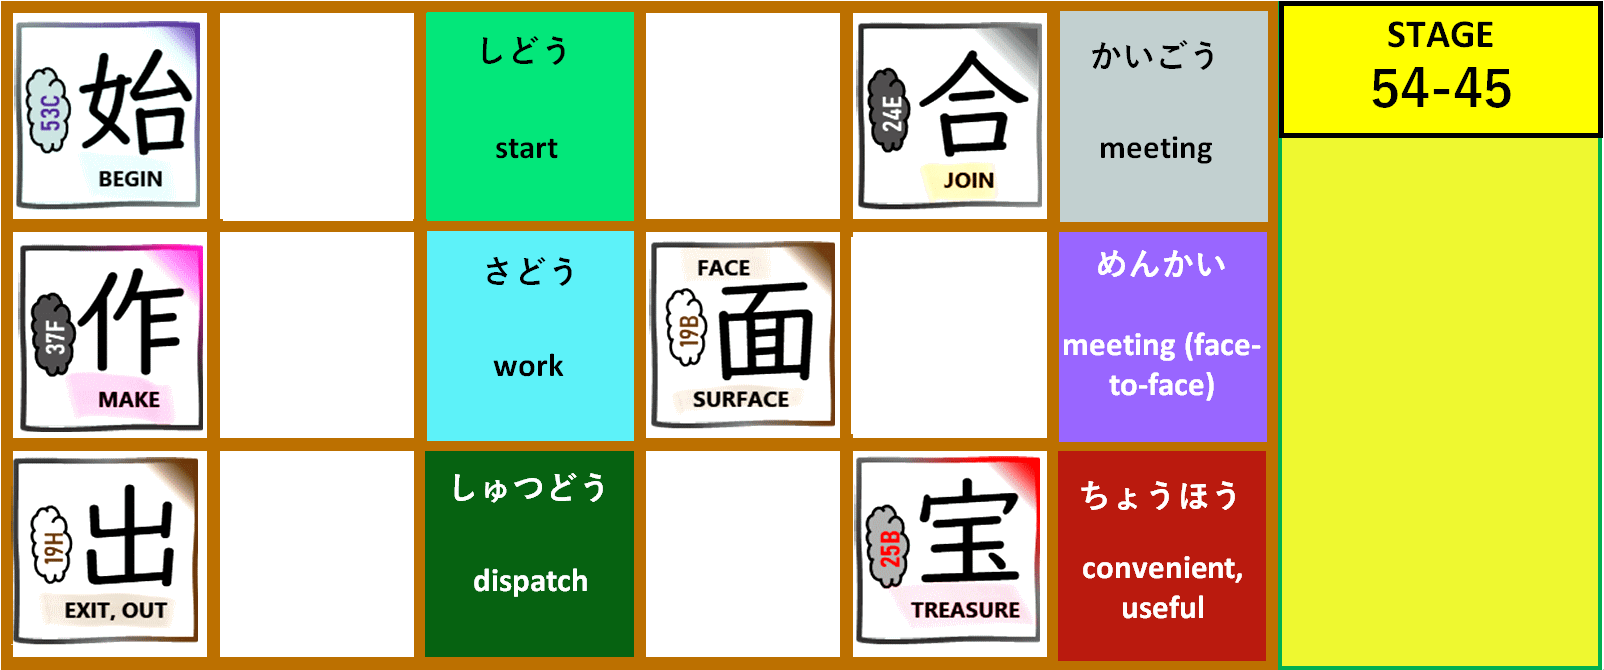 53C
始
BEGIN
しどう
start
24E
合
JOIN
かいごう
meeting
STAGE
54-45
37F
作
MAKE
さどう
work
FACE
19B
面
SURFACE
めんかい
meeting (face-
to-face)
19H
出
EXIT, OUT
しゅつどう
dispatch
25B
宝
TREASURE
ちょうほう
convenient,
useful